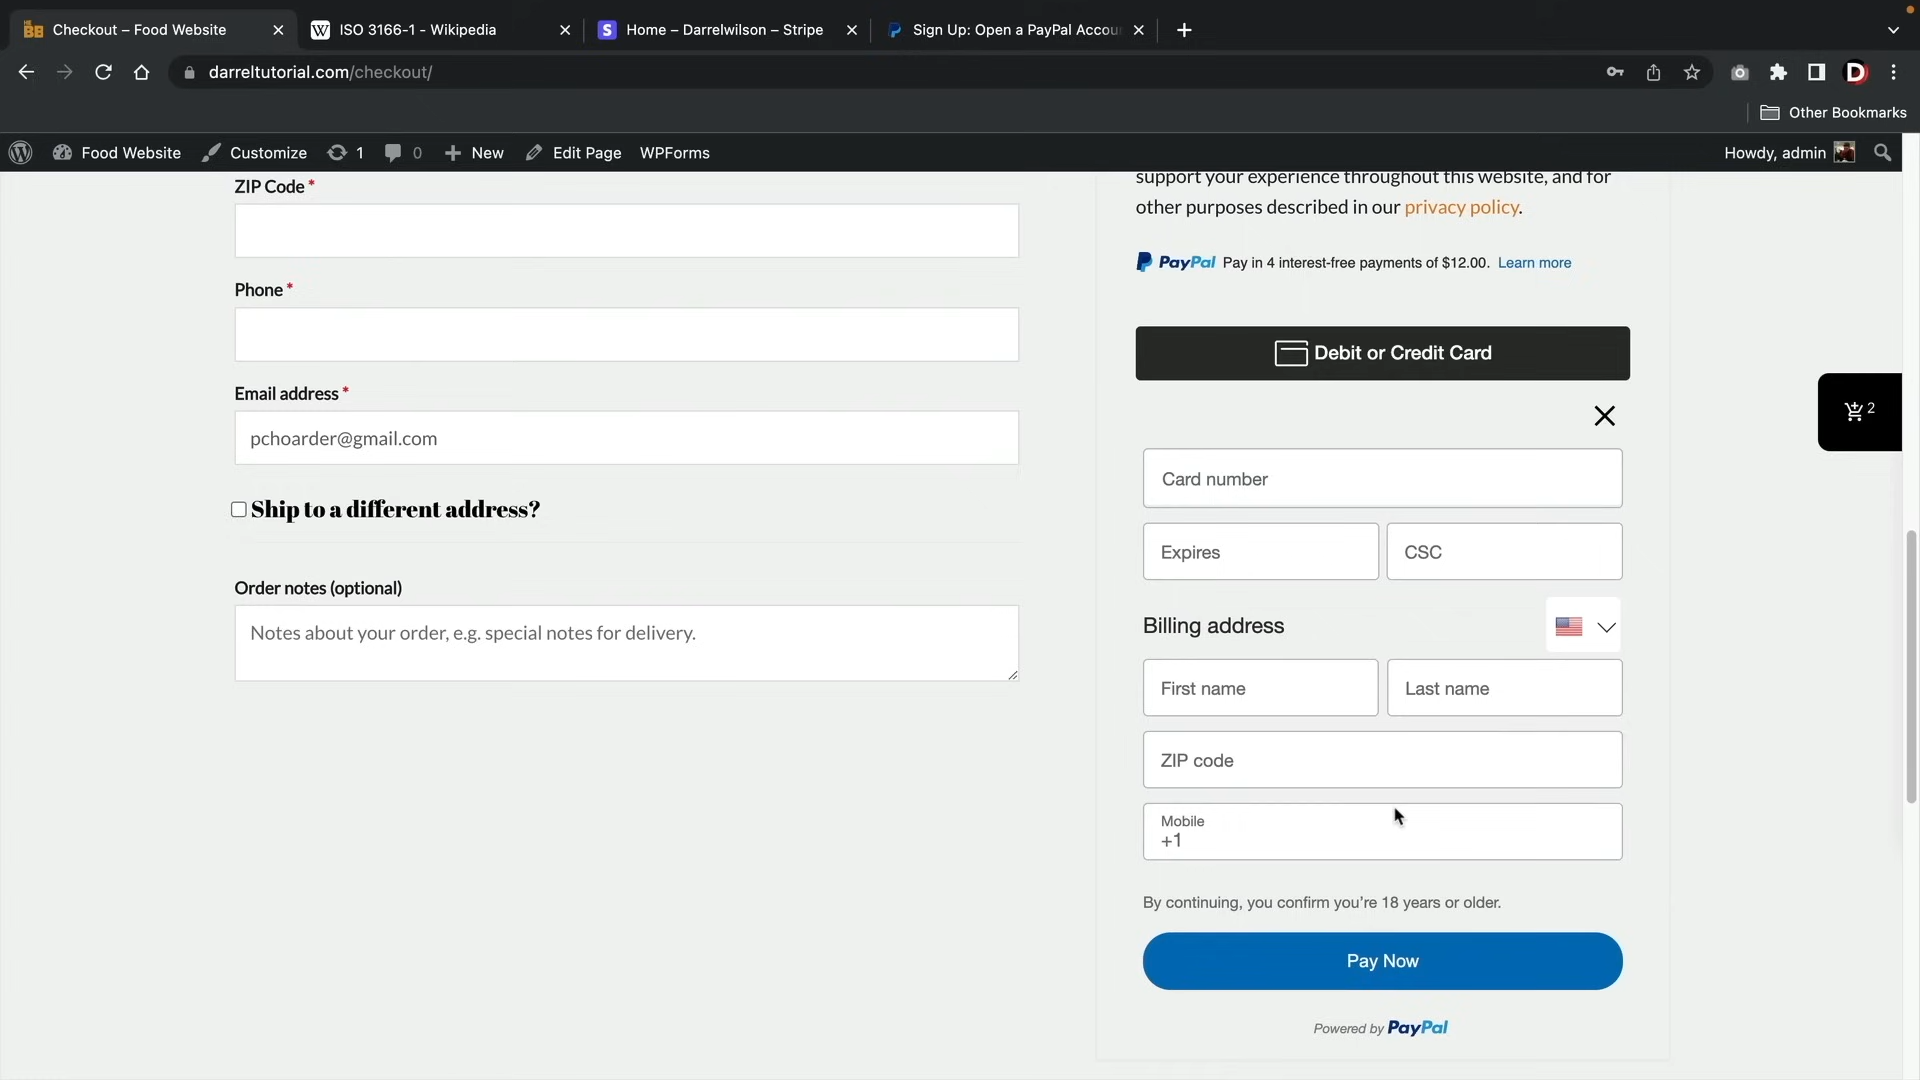 Checkout – Food Website
ISO 3166-1 - Wikipedia
Home – Darrelwilson – Stripe
Sign Up: Open a PayPal Accou
darreltutorial.com/checkout/
Other Bookmarks
Food Website
Customize
1
0
New
Edit Page
WPForms
Howdy, admin
ZIP Code *
Phone *
Email address *
pchoarder@gmail.com
Ship to a different address?
Order notes (optional)
Notes about your order, e.g. special notes for delivery.
support your experience throughout this website, and for
other purposes described in our privacy policy.
PayPal Pay in 4 interest-free payments of $12.00. Learn more
Debit or Credit Card
2
Card number
Expires
CSC
Billing address
First name
Last name
ZIP code
Mobile
+1
By continuing, you confirm you’re 18 years or older.
Pay Now
Powered by PayPal